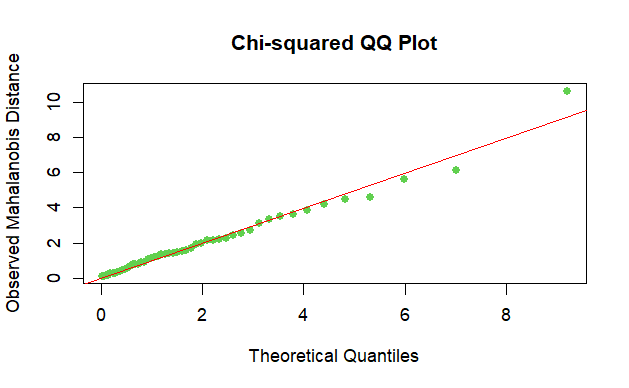 Chi-squared QQ Plot
Observed Mahalanobis Distance
10
8
6
4
2
0
0 2 4 6 8
Theoretical Quantiles